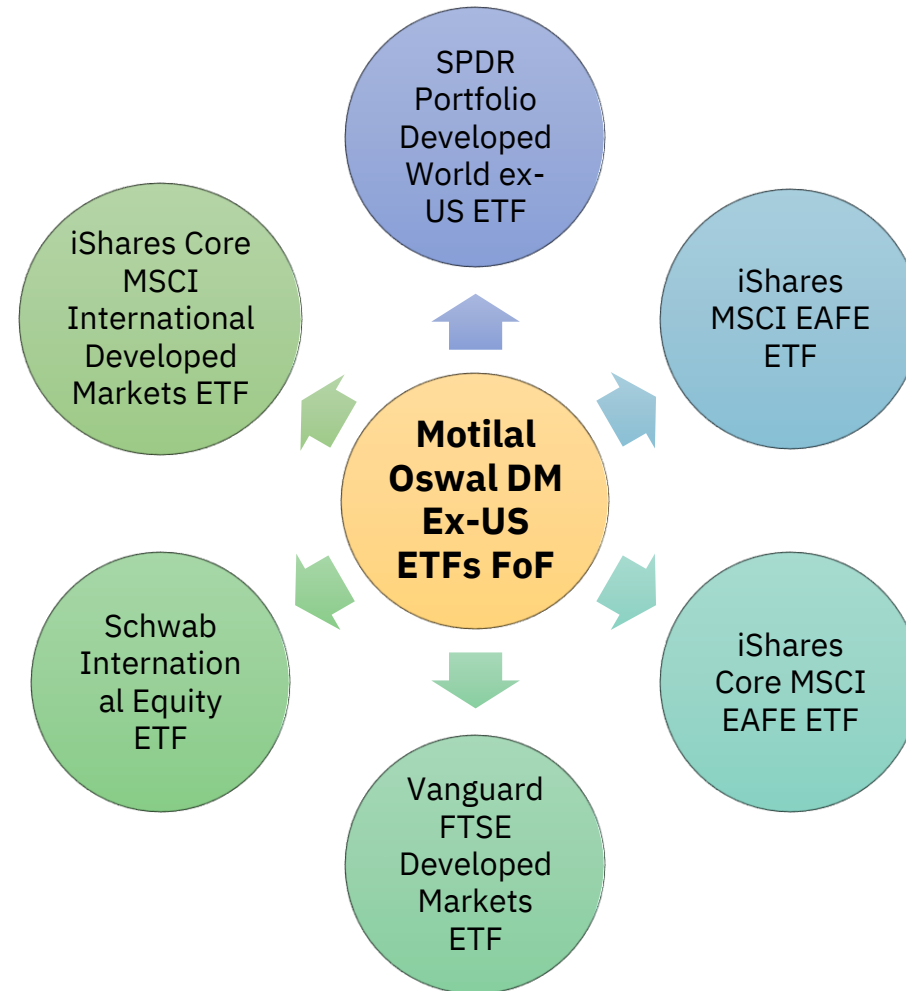 SPDR
Portfolio
Developed
World ex-
US ETF
iShares Core
MSCI
International
Developed
Markets ETF
iShares
MSCI EAFE
ETF
Motilal
Oswal DM
Ex-US
ETFs FoF
Schwab
Internation
al Equity
ETF
iShares
Core MSCI
EAFE ETF
Vanguard
FTSE
Developed
Markets
ETF